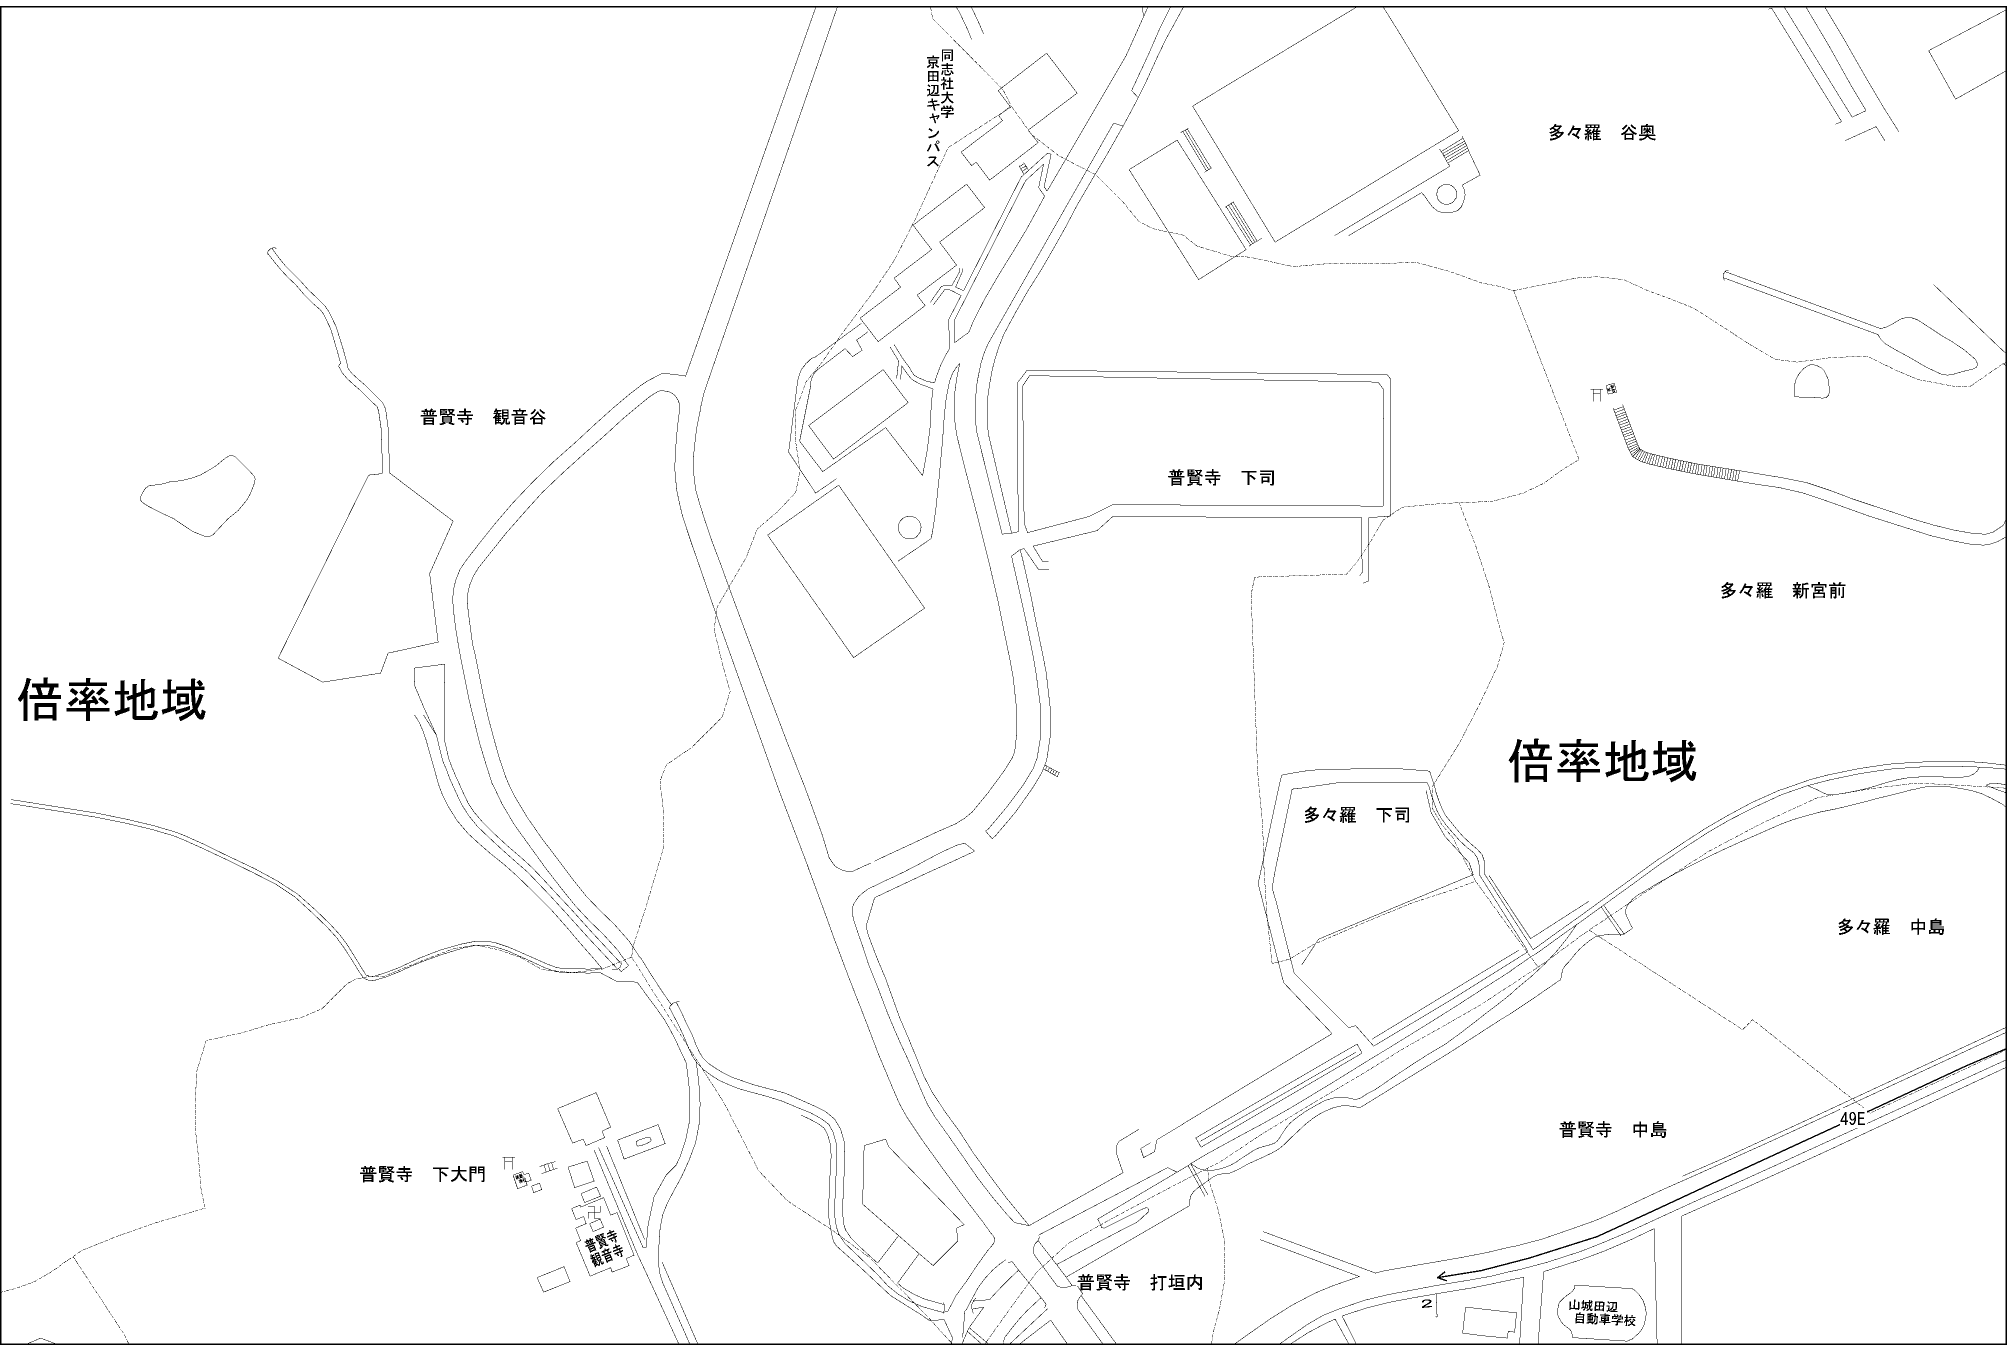 同志社大学
京田辺キャンパス
多々羅　谷奥
普賢寺　観音谷
普賢寺　下司
多々羅　新宮前
倍率地域
倍率地域
多々羅　下司
多々羅　中島
49E
普賢寺　中島
普賢寺　下大門
普賢寺
観音寺
普賢寺　打垣内
2
山城田辺
自動車学校